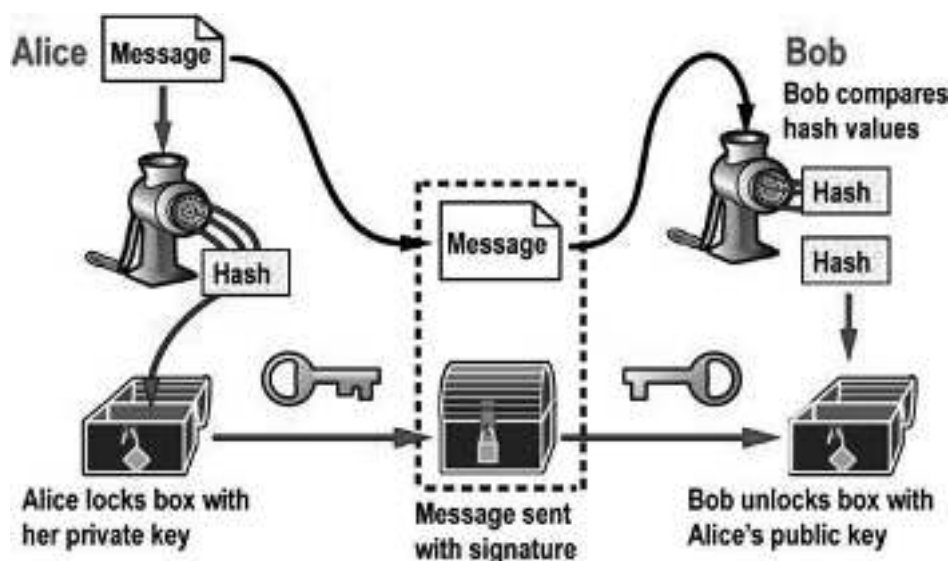 Alice
Message
Bob
Bob compares
hash values
Hash
Message
Hash
Hash
Alice locks box with
her private key
Message sent
with signature
Bob unlocks box with
Alice's public key